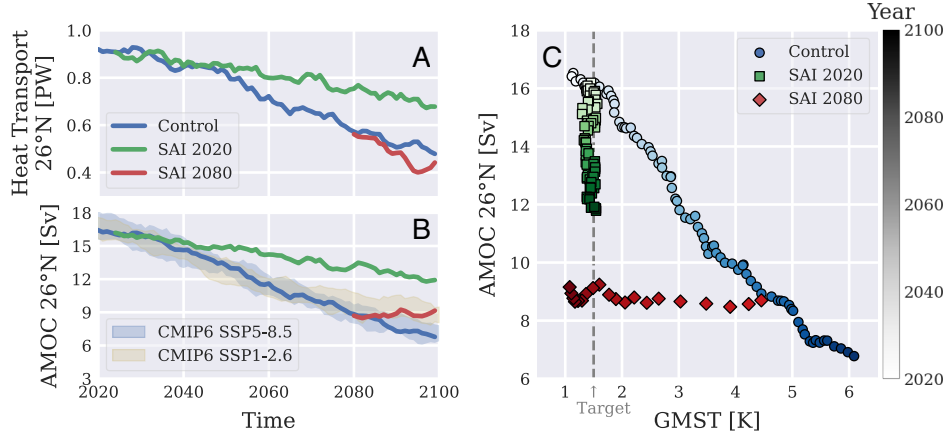 Heat Transport
26°N [PW]
1.0
0.8
0.6
0.4
A
Control
SAI 2020
SAI 2080
AMOC 26°N [Sv]
18
15
12
9
6
3
B
CMIP6 SSP5-8.5
CMIP6 SSP1-2.6
2020
2040
2060
2080
2100
Time
AMOC 26°N [Sv]
18
16
14
12
10
8
6
C
Control
SAI 2020
SAI 2080
1
2
3
4
5
6
↑
Target
GMST [K]
Year
2100
2080
2060
2040
2020